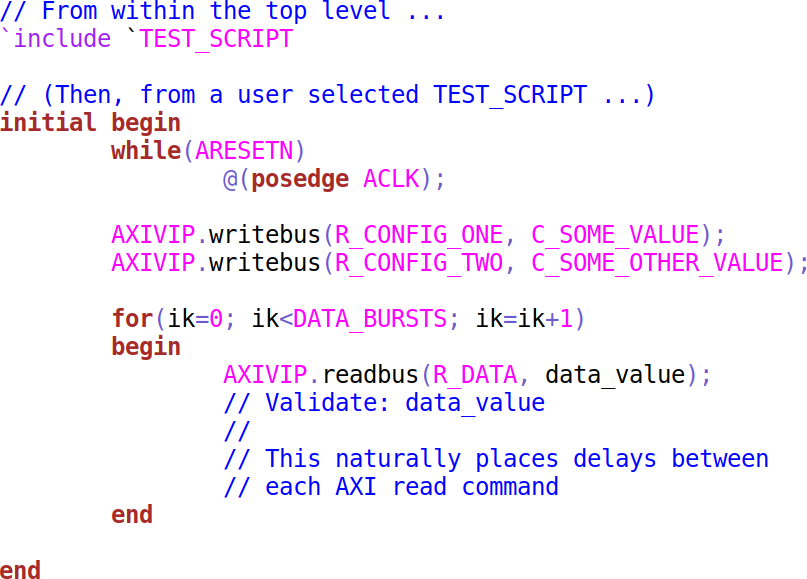 // From within the top level ...
`include `TEST_SCRIPT
// (Then, from a user selected TEST_SCRIPT ...)
initial begin
while(ARESETN)
@(posedge ACLK);
AXIVIP.writebus(R_CONFIG_ONE, C_SOME_VALUE);
AXIVIP.writebus(R_CONFIG_TWO, C_SOME_OTHER_VALUE);
for(ik=0; ik<DATA_BURSTS; ik=ik+1)
begin
AXIVIP.readbus(R_DATA, data_value);
// Validate: data_value
//
// This naturally places delays between
// each AXI read command
end
end